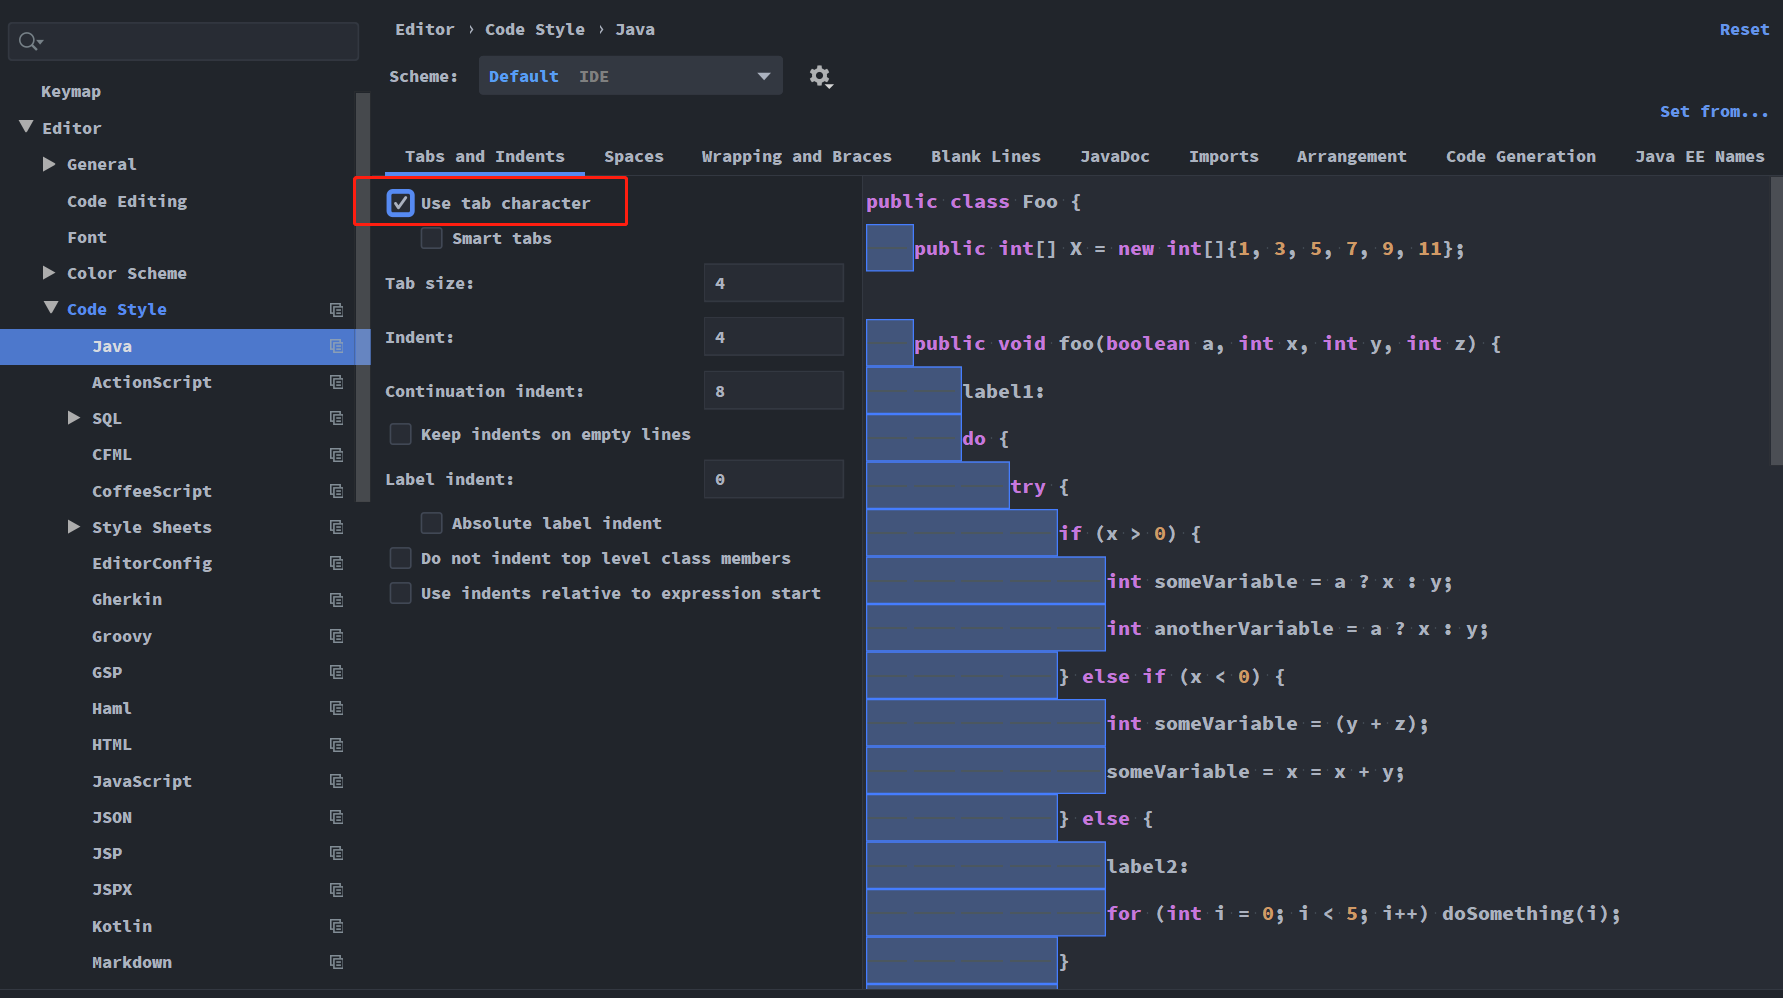 Editor › Code Style › Java
Reset
Scheme: Default IDE
Set from...
Keymap
Editor
General
Code Editing
Font
Color Scheme
Code Style
Java
ActionScript
SQL
CFML
CoffeeScript
Style Sheets
EditorConfig
Gherkin
Groovy
GSP
Haml
HTML
JavaScript
JSON
JSP
JSPX
Kotlin
Markdown
Tabs and Indents Spaces Wrapping and Braces Blank Lines JavaDoc Imports Arrangement Code Generation Java EE Names
Use tab character
Smart tabs
Tab size: 4
Indent: 4
Continuation indent: 8
Keep indents on empty lines
Label indent: 0
Absolute label indent
Do not indent top level class members
Use indents relative to expression start
public class Foo {
public int[] X = new int[]{1, 3, 5, 7, 9, 11};
public void foo(boolean a, int x, int y, int z) {
label1:
do {
try {
if (x > 0) {
int someVariable = a ? x : y;
int anotherVariable = a ? x : y;
} else if (x < 0) {
int someVariable = (y + z);
someVariable = x = x + y;
} else {
label2:
for (int i = 0; i < 5; i++) doSomething(i);
}